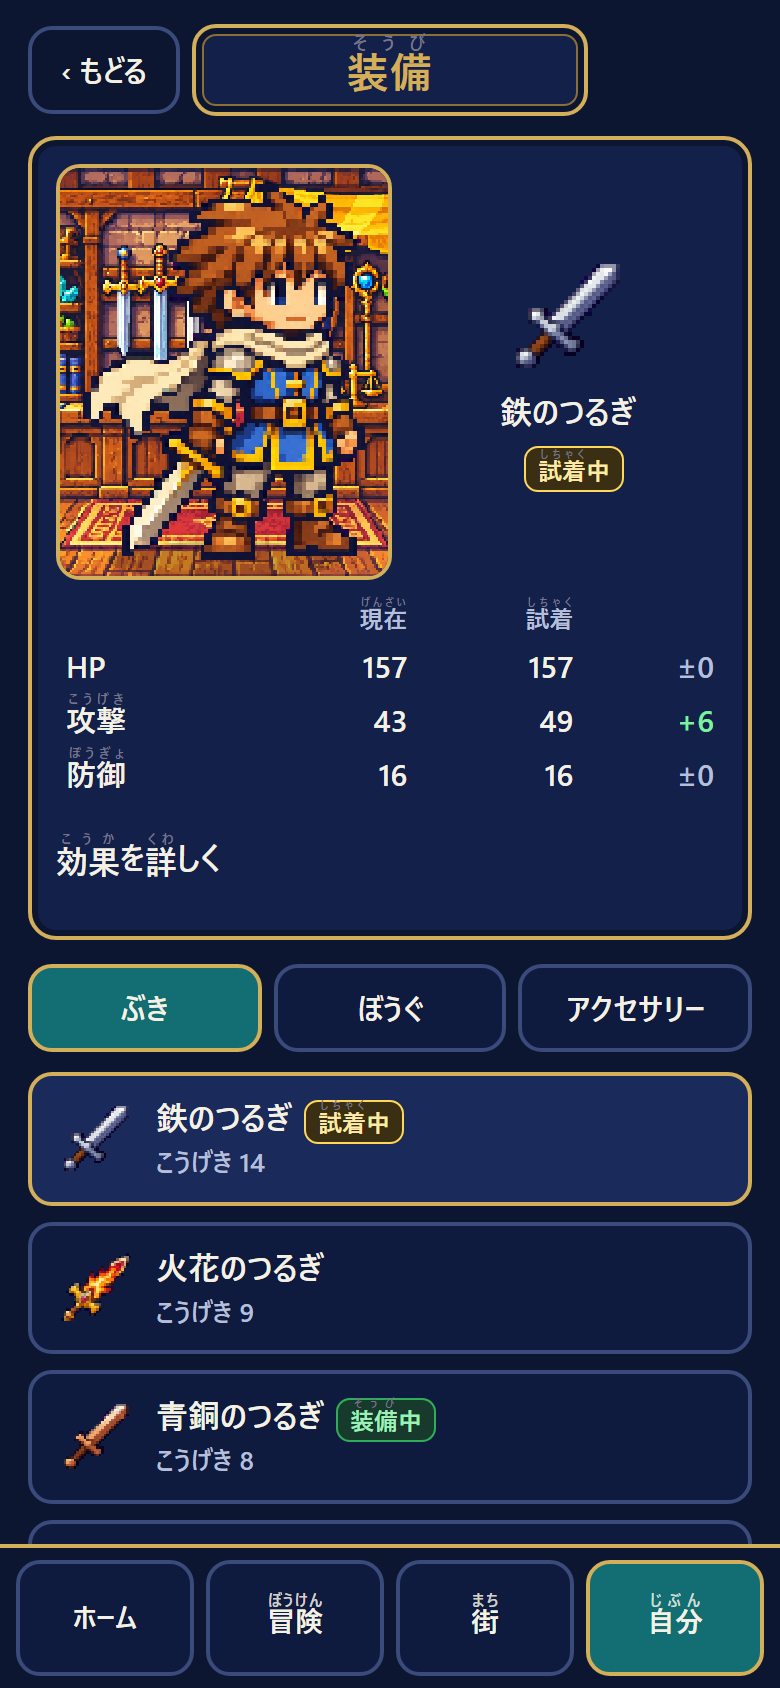 ‹ もどる
そうび
装備
鉄のつるぎ
しちゃく
試着中
げんざい しちゃく
現在 試着
HP 157 157 ±0
こうげき
攻撃 43 49 +6
ぼうぎょ
防御 16 16 ±0
こうか くわ
効果を詳しく
ぶき ぼうぐ アクセサリー
しちゃく
鉄のつるぎ 試着中
こうげき 14
火花のつるぎ
こうげき 9
そうび
青銅のつるぎ 装備中
こうげき 8
ぼうけん まち じぶん
ホーム 冒険 街 自分